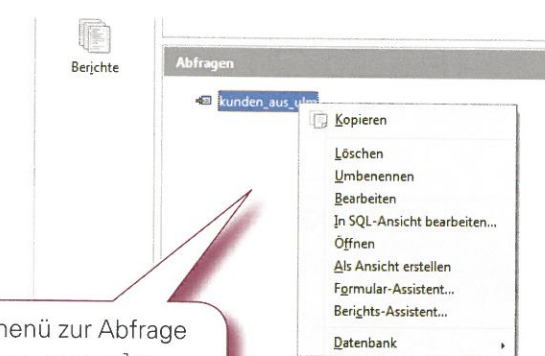 Berichte
Abfragen
kunden_aus_ulm
Kopieren
Löschen
Umbenennen
Bearbeiten
In SQL-Ansicht bearbeiten...
Öffnen
Als Ansicht erstellen
Formular-Assistent...
Berichts-Assistent...
Datenbank
zur Abfrage